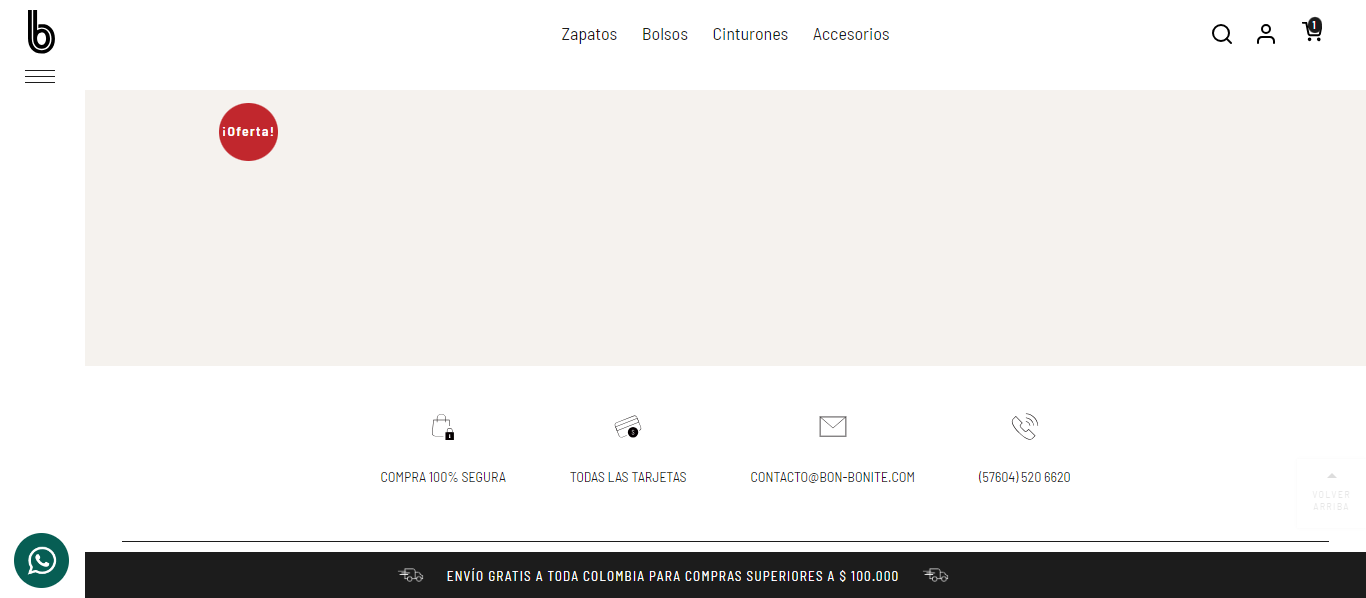 b
Zapatos Bolsos Cinturones Accesorios
1
¡Oferta!
COMPRA 100% SEGURA
TODAS LAS TARJETAS
CONTACTO@BON-BONITE.COM
(57604) 520 6620
VOLVER
ARRIBA
ENVÍO GRATIS A TODA COLOMBIA PARA COMPRAS SUPERIORES A $ 100.000